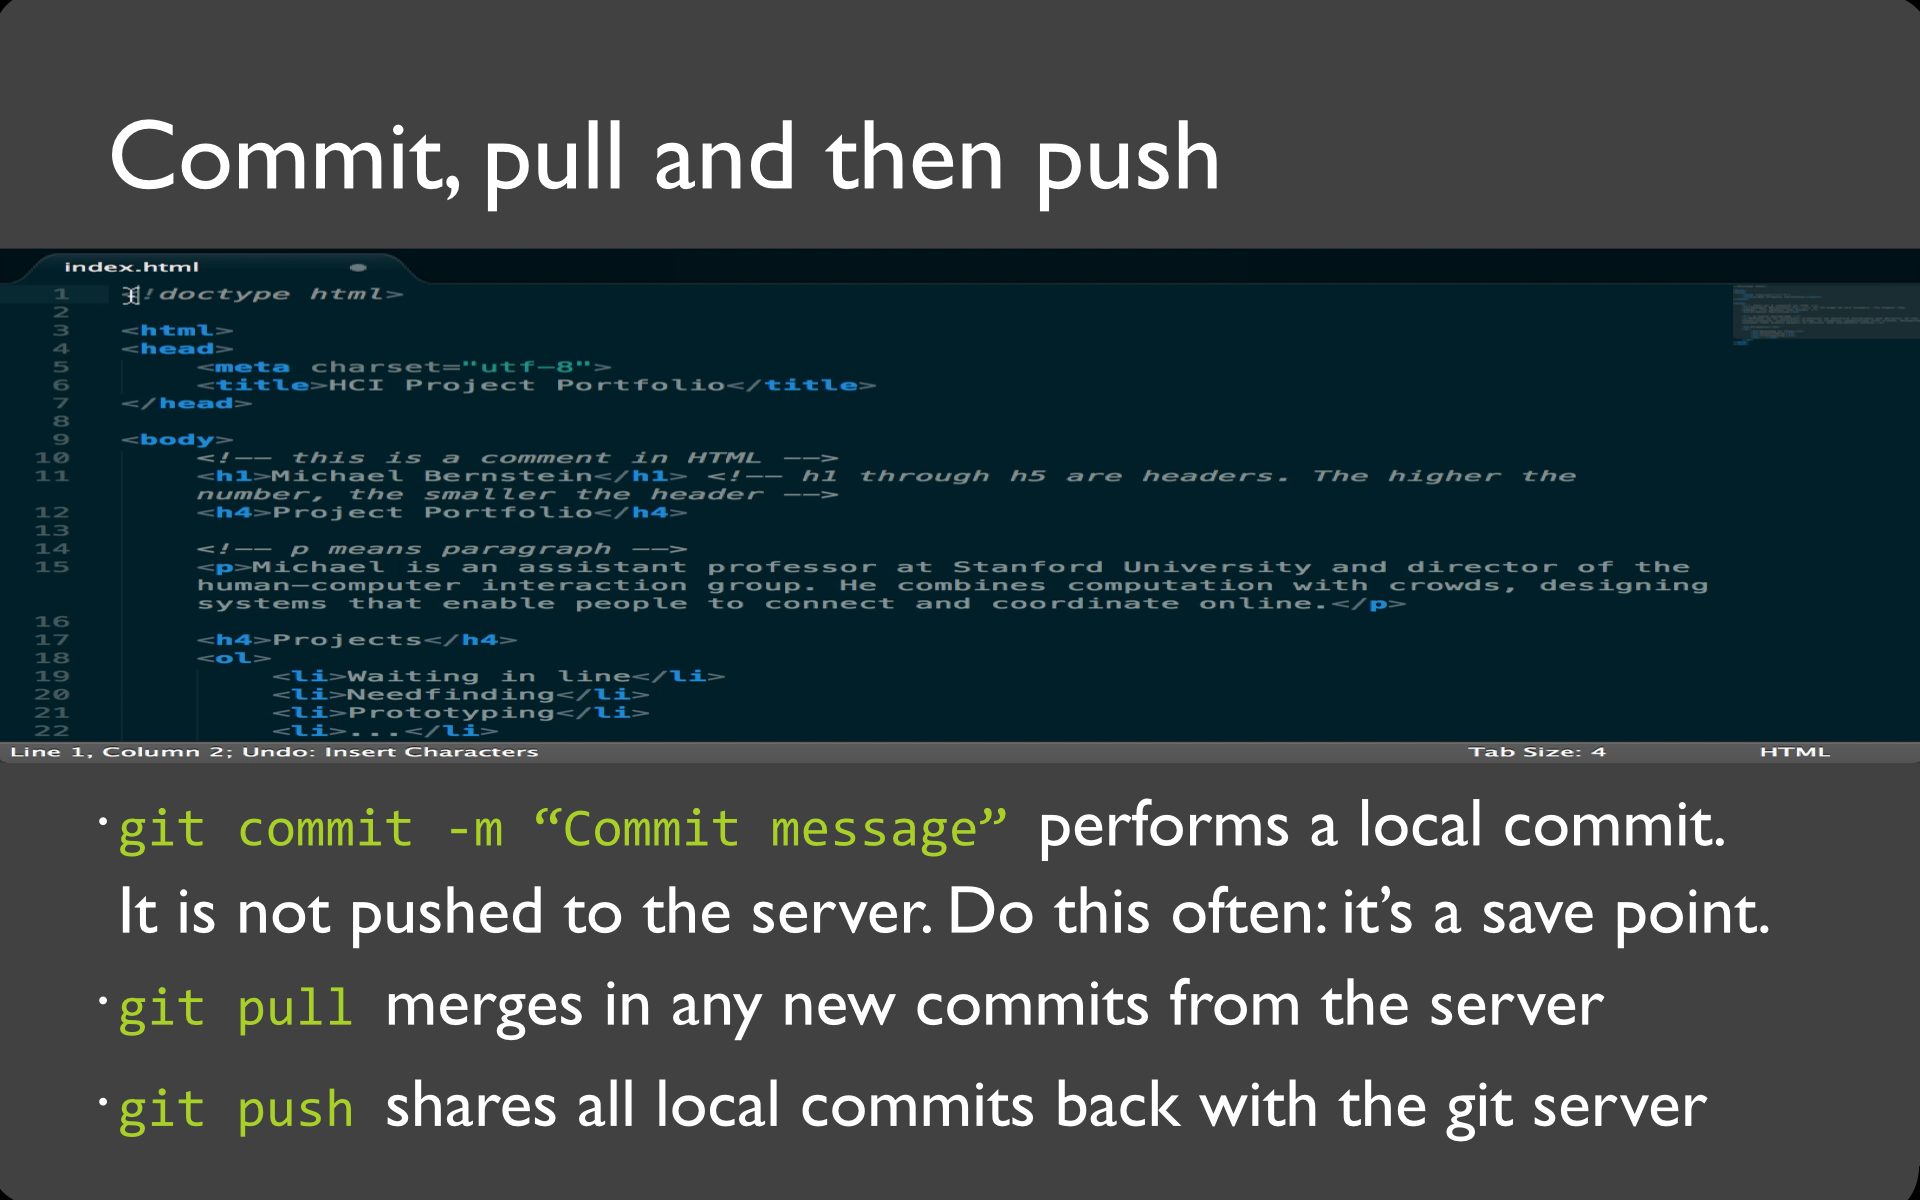 Commit, pull and then push
index.html
1 <!doctype html>
2
3 <html>
4 <head>
5 <meta charset="utf-8">
6 <title>HCI Project Portfolio</title>
7 </head>
8
9 <body>
10 <!-- this is a comment in HTML -->
11 <h1>Michael Bernstein</h1> <!-- h1 through h5 are headers. The higher the
number, the smaller the header -->
12 <h4>Project Portfolio</h4>
13
14 <!-- p means paragraph -->
15 <p>Michael is an assistant professor at Stanford University and director of the
human-computer interaction group. He combines computation with crowds, designing
systems that enable people to connect and coordinate online.</p>
16
17 <h4>Projects</h4>
18 <ol>
19 <li>Waiting in line</li>
20 <li>Needfinding</li>
21 <li>Prototyping</li>
22 <li>...</li>
Line 1, Column 2; Undo: Insert Characters Tab Size: 4 HTML
· git commit -m “Commit message” performs a local commit.
It is not pushed to the server. Do this often: it’s a save point.
· git pull merges in any new commits from the server
· git push shares all local commits back with the git server